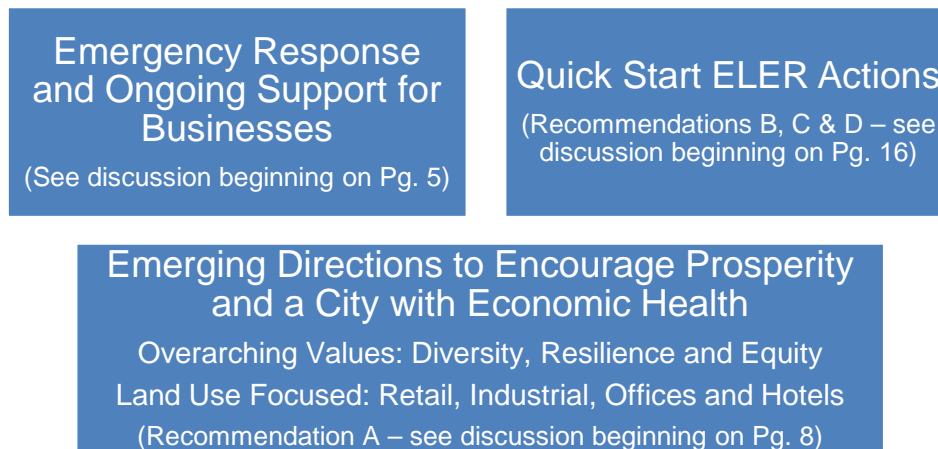 Emergency Response
and Ongoing Support for
Businesses
(See discussion beginning on Pg. 5)
Quick Start ELER Actions
(Recommendations B, C & D – see
discussion beginning on Pg. 16)
Emerging Directions to Encourage Prosperity
and a City with Economic Health
Overarching Values: Diversity, Resilience and Equity
Land Use Focused: Retail, Industrial, Offices and Hotels
(Recommendation A – see discussion beginning on Pg. 8)